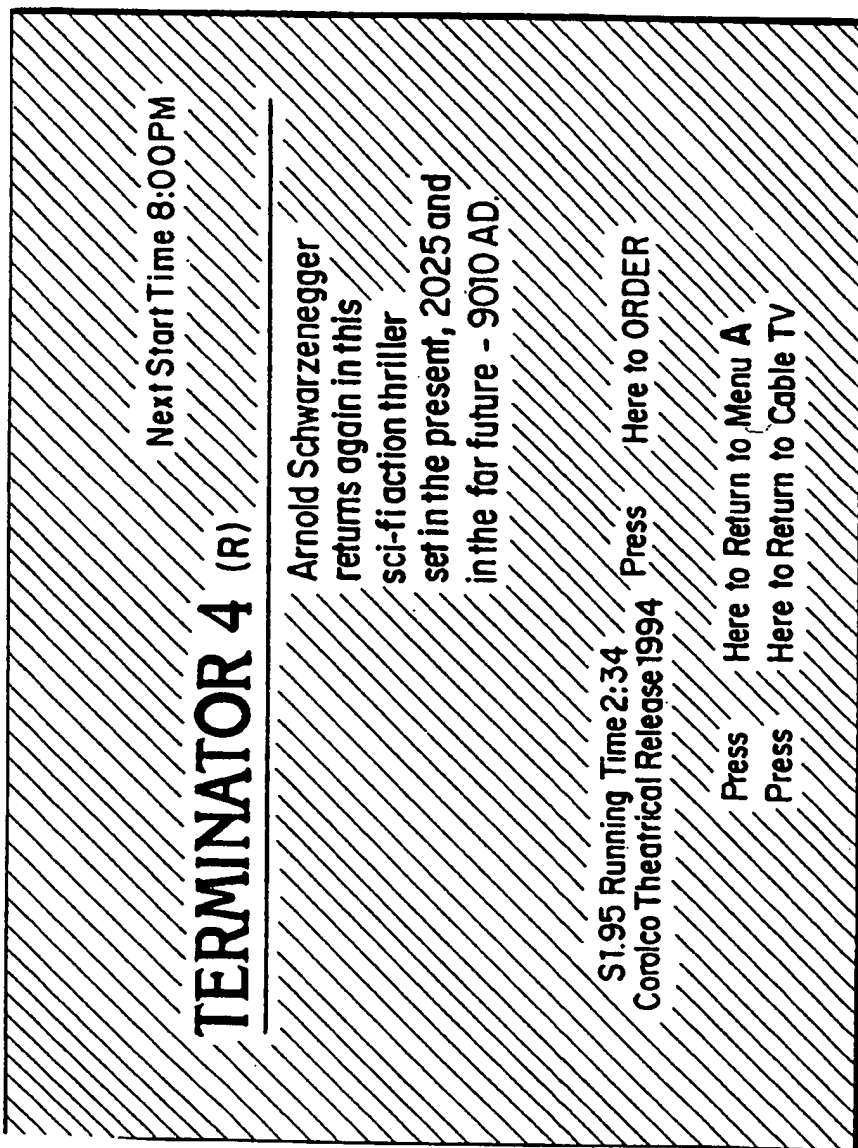 Next Start Time 8:00PM
TERMINATOR 4 (R)
Arnold Schwarzenegger
returns again in this
sci-fi action thriller
set in the present, 2025 and
in the far future - 9010 AD.
S1.95 Running Time 2:34
Corolco Theatrical Release 1994
Press Here to ORDER
Press Here to Return to Menu A
Press Here to Return to Cable TV